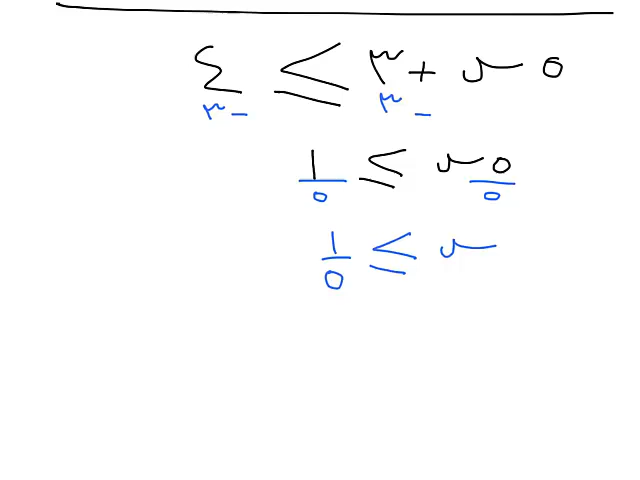 ٥ س + ٣ ≥ ٤
- ٣ - ٣
٥ س ≥ ١
٥ ٥
س ≥ ١/٥